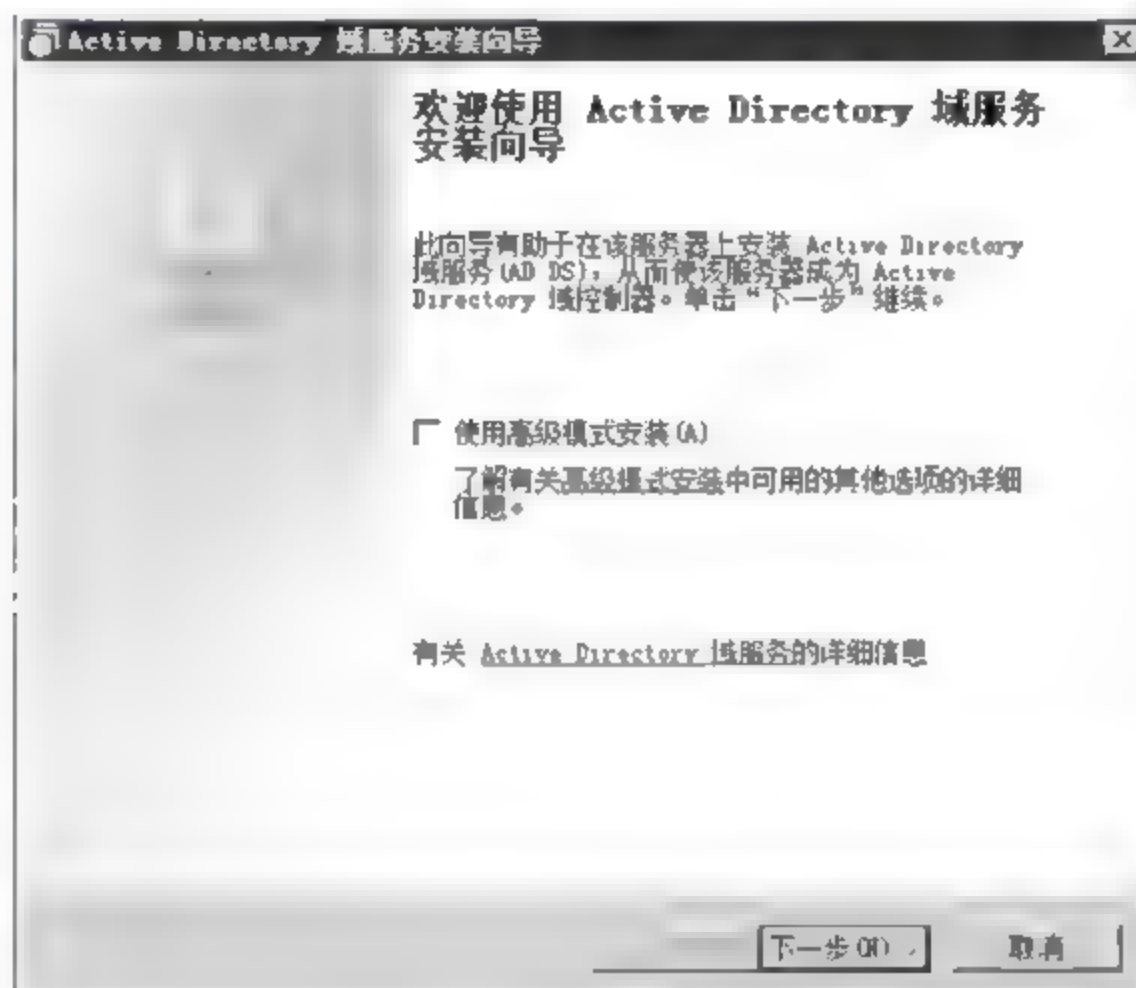 Active Directory 域服务安装向导
欢迎使用 Active Directory 域服务
安装向导
此向导有助于在该服务器上安装 Active Directory
域服务(AD DS)，从而使该服务器成为 Active
Directory 域控制器。单击“下一步”继续。
使用高级模式安装(A)
了解有关高级模式安装中可用的其他选项的详细
信息。
有关 Active Directory 域服务的详细信息
下一步(N) >
取消